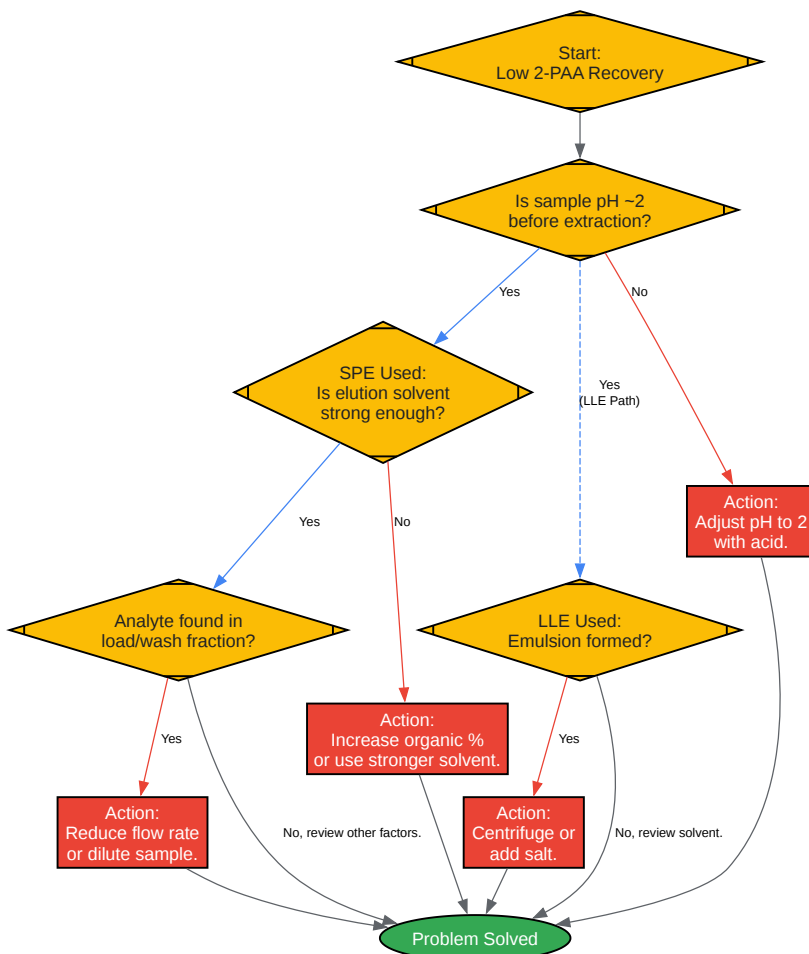 Start:
Low 2-PAA Recovery
Is sample pH ~2
before extraction?
Yes
No
SPE Used:
Is elution solvent
strong enough?
Yes
(LLE Path)
Action:
Adjust pH to 2
with acid.
Yes
No
Analyte found in
load/wash fraction?
LLE Used:
Emulsion formed?
Action:
Increase organic %
or use stronger solvent.
Yes
Yes
Action:
Reduce flow rate
or dilute sample.
No, review other factors.
Action:
Centrifuge or
add salt.
No, review solvent.
Problem Solved